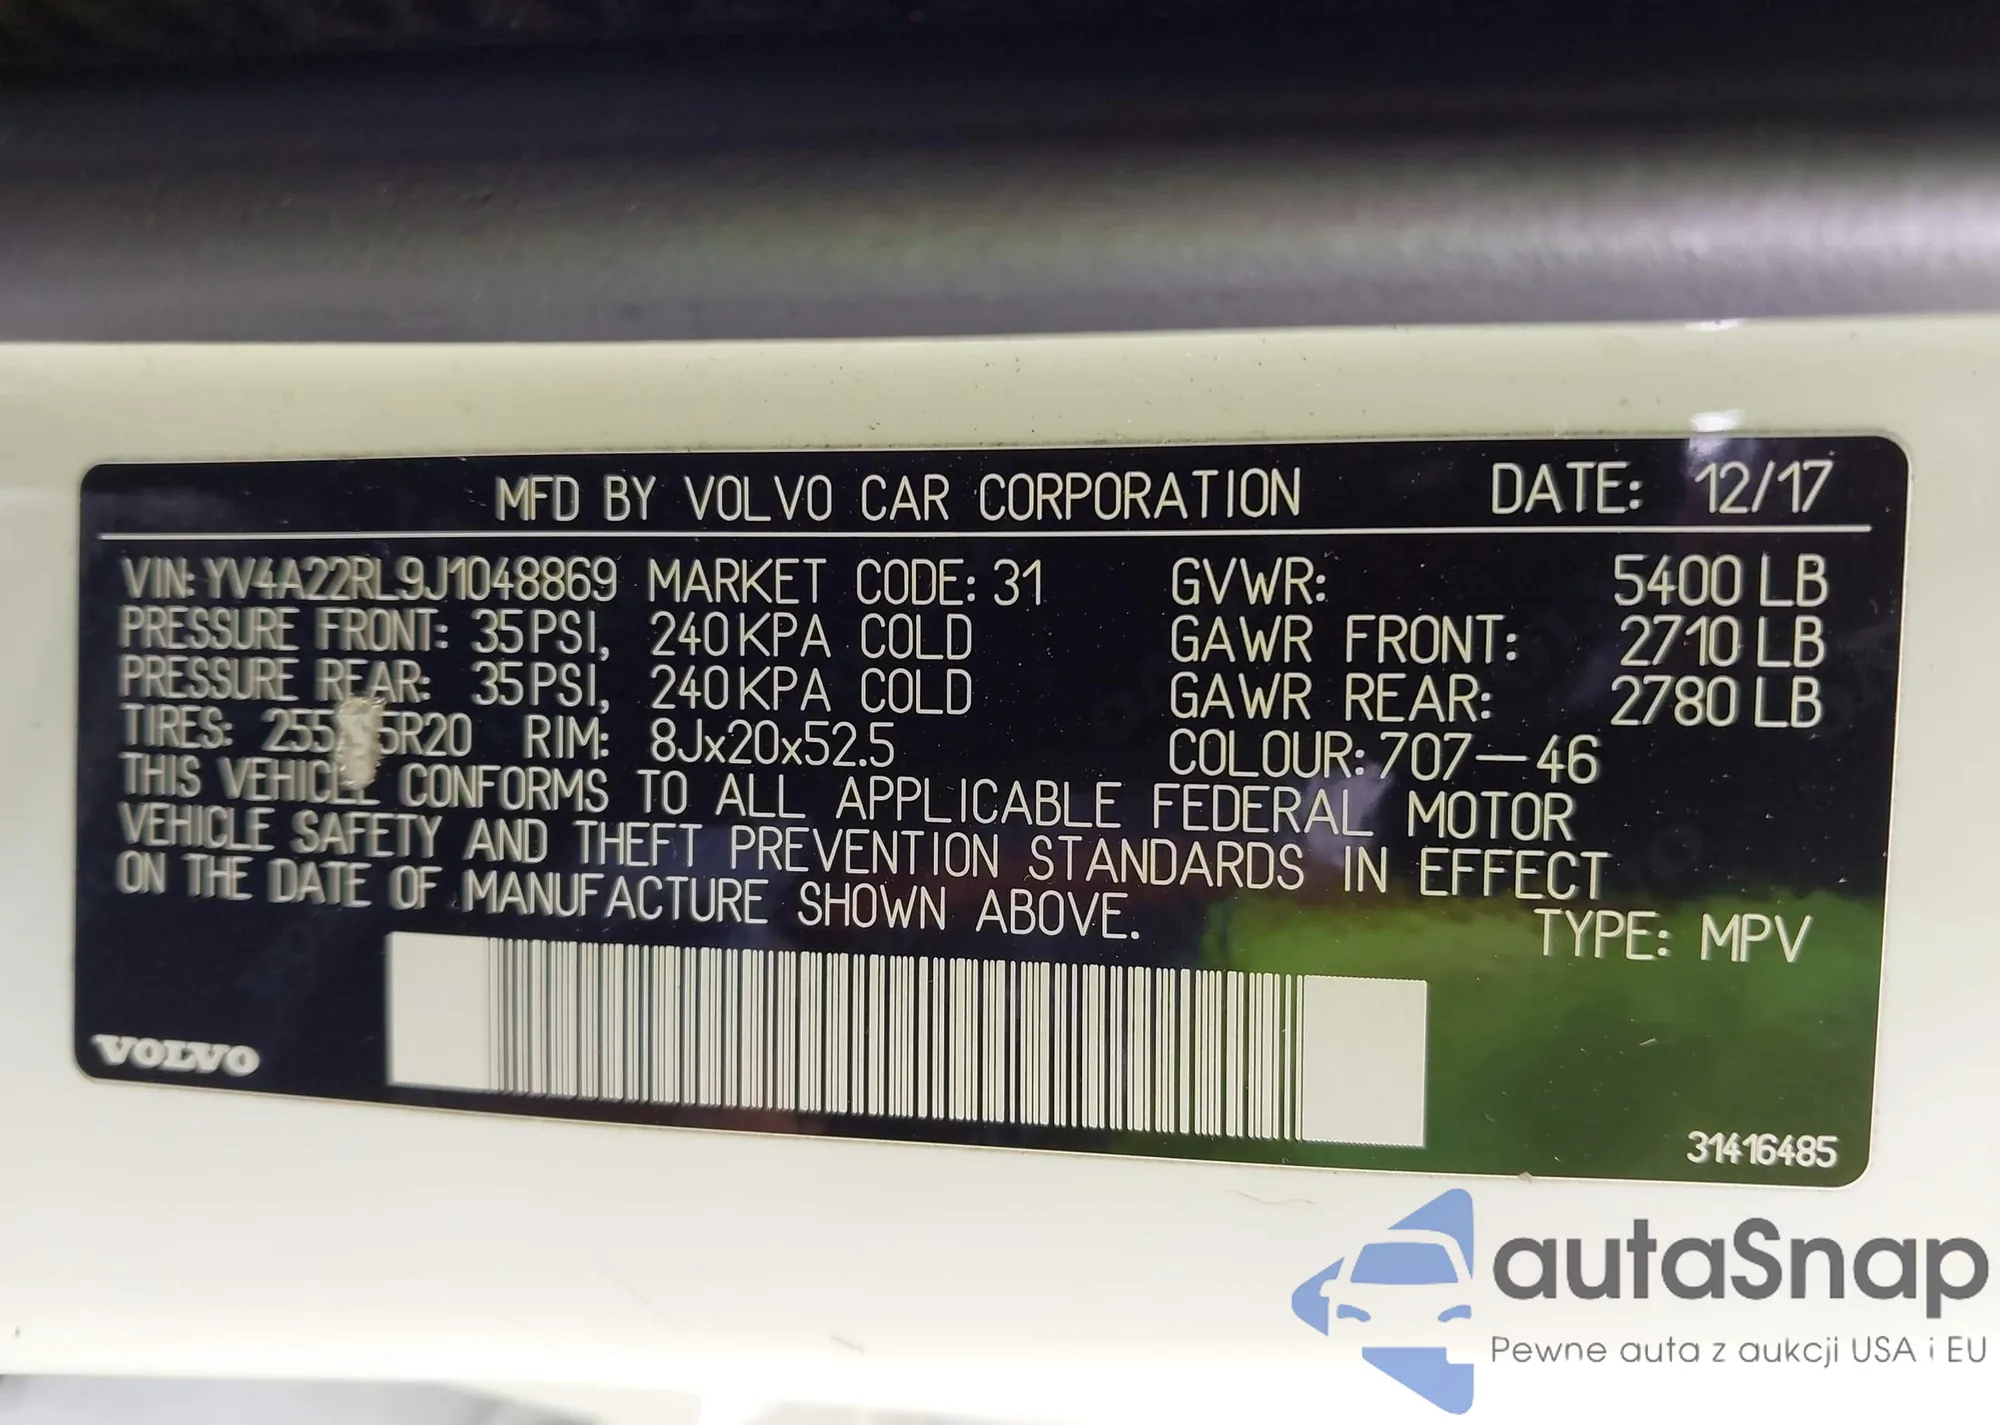 MFD BY VOLVO CAR CORPORATION DATE: 12/17
VIN: YV4A22RL9J1048869 MARKET CODE: 31 GVWR: 5400 LB
PRESSURE FRONT: 35 PSI, 240 KPA COLD GAWR FRONT: 2710 LB
PRESSURE REAR: 35 PSI, 240 KPA COLD GAWR REAR: 2780 LB
TIRES: RIM: 8Jx20x52.5 COLOUR: 707-46
THIS VEHICLE CONFORMS TO ALL APPLICABLE FEDERAL MOTOR
VEHICLE SAFETY AND THEFT PREVENTION STANDARDS IN EFFECT
ON THE DATE OF MANUFACTURE SHOWN ABOVE.
TYPE: MPV
VOLVO
31416485
autaSnap
Pewne auta z aukcji USA i EU